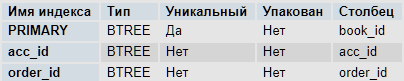 Имя индекса Тип Уникальный Упакован Столбец
PRIMARY BTREE Да Нет book_id
acc_id BTREE Нет Нет acc_id
order_id BTREE Нет Нет order_id